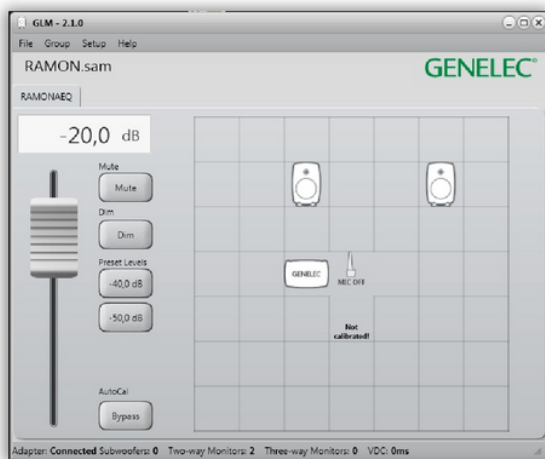 GLM - 2.1.0
File Group Setup Help
RAMON.sam
GENELEC®
RAMONAEQ
-20,0 dB
Mute
Mute
Dim
Dim
Preset Levels
-40,0 dB
-50,0 dB
AutoCal
Bypass
GENELEC
MIC OFF
Not
calibrated!
Adapter: Connected Subwoofers: 0 Two-way Monitors: 2 Three-way Monitors: 0 VDC: 0ms